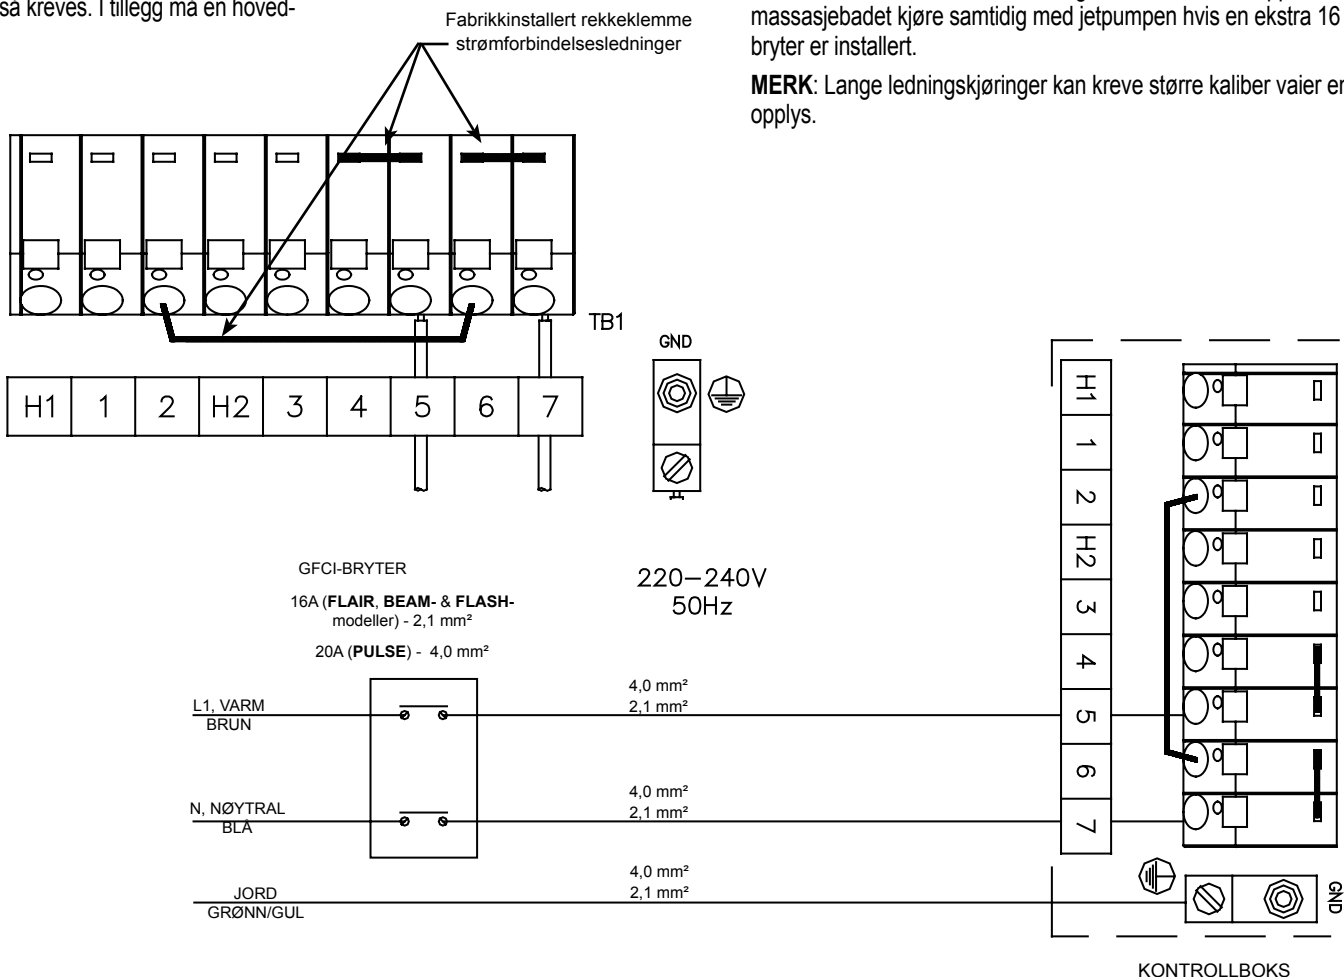 så kreves. I tillegg må en hoved-
Fabrikkinstallert rekkeklemme
strømforbindelsesledninger
massasjebadet kjøre samtidig med jetpumpen hvis en ekstra 16
bryter er installert.
MERK: Lange ledningskjøringer kan kreve større kaliber vaier en
opplys.
TB1
H1 1 2 H2 3 4 5 6 7
GND
GFCI-BRYTER
16A (FLAIR, BEAM- & FLASH-
modeller) - 2,1 mm²
20A (PULSE) - 4,0 mm²
220–240V
50Hz
L1, VARM
BRUN
4,0 mm²
2,1 mm²
N, NØYTRAL
BLÅ
4,0 mm²
2,1 mm²
JORD
GRØNN/GUL
4,0 mm²
2,1 mm²
H1
1
2
H2
3
4
5
6
7
GND
KONTROLLBOKS